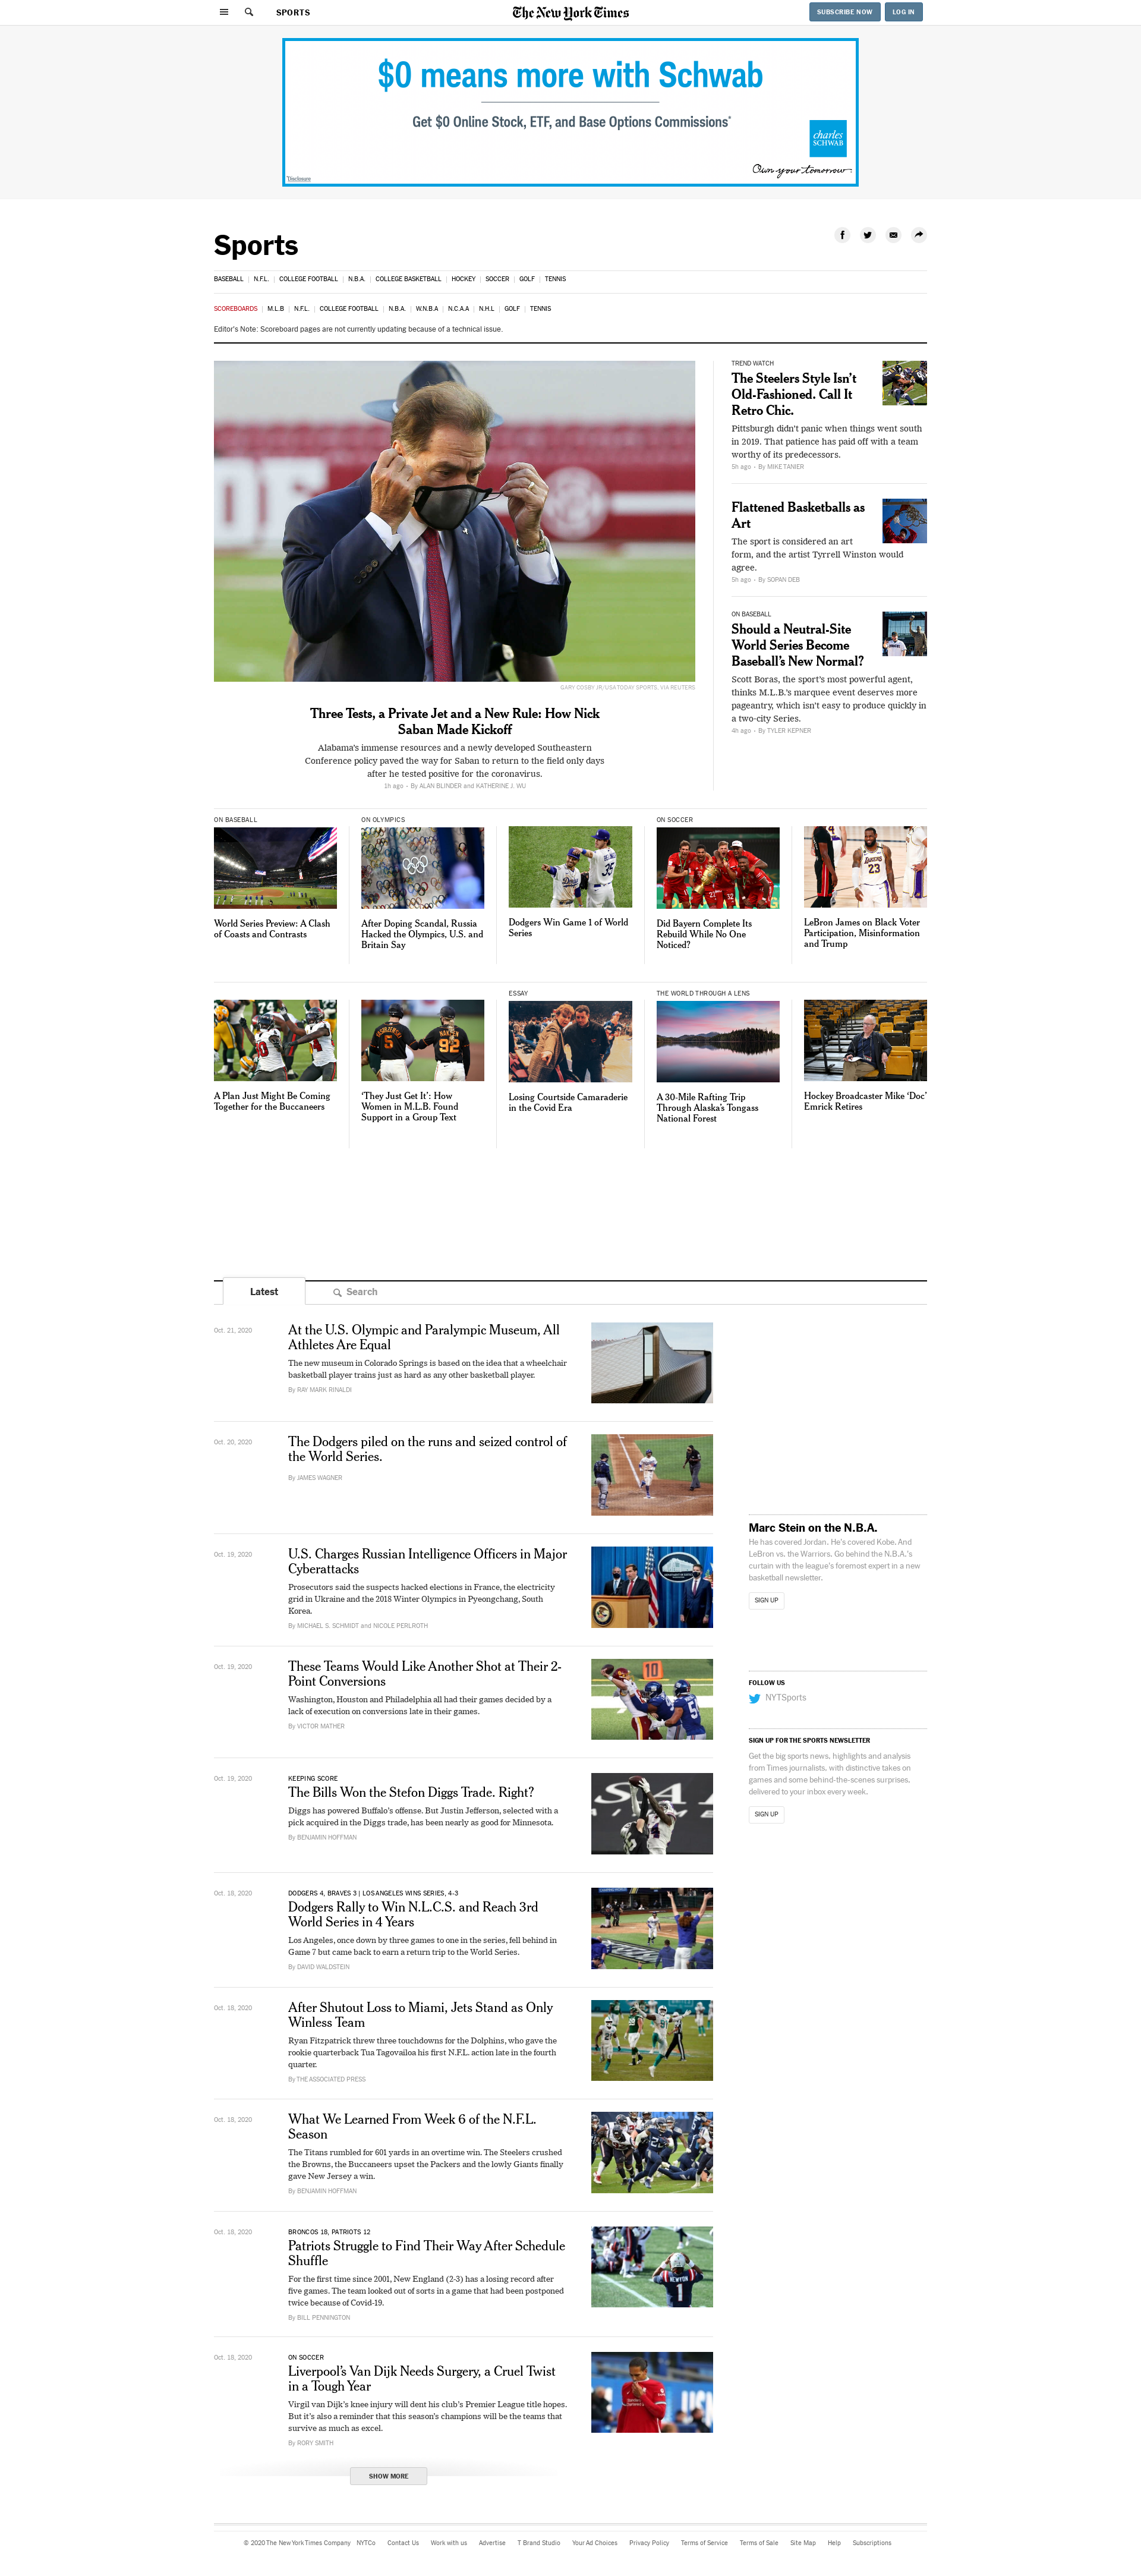 SPORTS
The New York Times
SUBSCRIBE NOW
LOG IN
$0 means more with Schwab
Get $0 Online Stock, ETF, and Base Options Commissions*
charles
SCHWAB
Own your tomorrow
*Disclosure
Sports
BASEBALL | N.F.L. | COLLEGE FOOTBALL | N.B.A. | COLLEGE BASKETBALL | HOCKEY | SOCCER | GOLF | TENNIS
SCOREBOARDS | M.L.B | N.F.L. | COLLEGE FOOTBALL | N.B.A. | W.N.B.A | N.C.A.A | N.H.L | GOLF | TENNIS
Editor's Note: Scoreboard pages are not currently updating because of a technical issue.
GARY COSBY JR/USA TODAY SPORTS, VIA REUTERS
Three Tests, a Private Jet and a New Rule: How Nick
Saban Made Kickoff
Alabama's immense resources and a newly developed Southeastern
Conference policy paved the way for Saban to return to the field only days
after he tested positive for the coronavirus.
1h ago - By ALAN BLINDER and KATHERINE J. WU
TREND WATCH
The Steelers Style Isn't
Old-Fashioned. Call It
Retro Chic.
Pittsburgh didn't panic when things went south
in 2019. That patience has paid off with a team
worthy of its predecessors.
5h ago - By MIKE TANIER
Flattened Basketballs as
Art
The sport is considered an art
form, and the artist Tyrrell Winston would
agree.
5h ago - By SOPAN DEB
ON BASEBALL
Should a Neutral-Site
World Series Become
Baseball's New Normal?
Scott Boras, the sport's most powerful agent,
thinks M.L.B.'s marquee event deserves more
pageantry, which isn't easy to produce quickly in
a two-city Series.
4h ago - By TYLER KEPNER
ON BASEBALL
World Series Preview: A Clash
of Coasts and Contrasts
ON OLYMPICS
After Doping Scandal, Russia
Hacked the Olympics, U.S. and
Britain Say
35
Dodgers Win Game 1 of World
Series
ON SOCCER
Did Bayern Complete Its
Rebuild While No One
Noticed?
LAKERS
23
LeBron James on Black Voter
Participation, Misinformation
and Trump
A Plan Just Might Be Coming
Together for the Buccaneers
5
92
'They Just Get It': How
Women in M.L.B. Found
Support in a Group Text
ESSAY
Losing Courtside Camaraderie
in the Covid Era
THE WORLD THROUGH A LENS
A 30-Mile Rafting Trip
Through Alaska's Tongass
National Forest
Hockey Broadcaster Mike 'Doc'
Emrick Retires
Latest
Search
Oct. 21, 2020
At the U.S. Olympic and Paralympic Museum, All
Athletes Are Equal
The new museum in Colorado Springs is based on the idea that a wheelchair
basketball player trains just as hard as any other basketball player.
By RAY MARK RINALDI
Oct. 20, 2020
The Dodgers piled on the runs and seized control of
the World Series.
By JAMES WAGNER
Oct. 19, 2020
U.S. Charges Russian Intelligence Officers in Major
Cyberattacks
Prosecutors said the suspects hacked elections in France, the electricity
grid in Ukraine and the 2018 Winter Olympics in Pyeongchang, South
Korea.
By MICHAEL S. SCHMIDT and NICOLE PERLROTH
Oct. 19, 2020
These Teams Would Like Another Shot at Their 2-
Point Conversions
Washington, Houston and Philadelphia all had their games decided by a
lack of execution on conversions late in their games.
By VICTOR MATHER
10
Oct. 19, 2020
KEEPING SCORE
The Bills Won the Stefon Diggs Trade. Right?
Diggs has powered Buffalo's offense. But Justin Jefferson, selected with a
pick acquired in the Diggs trade, has been nearly as good for Minnesota.
By BENJAMIN HOFFMAN
Oct. 18, 2020
DODGERS 4, BRAVES 3 | LOS ANGELES WINS SERIES, 4-3
Dodgers Rally to Win N.L.C.S. and Reach 3rd
World Series in 4 Years
Los Angeles, once down by three games to one in the series, fell behind in
Game 7 but came back to earn a return trip to the World Series.
By DAVID WALDSTEIN
Oct. 18, 2020
After Shutout Loss to Miami, Jets Stand as Only
Winless Team
Ryan Fitzpatrick threw three touchdowns for the Dolphins, who gave the
rookie quarterback Tua Tagovailoa his first N.F.L. action late in the fourth
quarter.
By THE ASSOCIATED PRESS
Oct. 18, 2020
What We Learned From Week 6 of the N.F.L.
Season
The Titans rumbled for 601 yards in an overtime win. The Steelers crushed
the Browns, the Buccaneers upset the Packers and the lowly Giants finally
gave New Jersey a win.
By BENJAMIN HOFFMAN
Oct. 18, 2020
BRONCOS 18, PATRIOTS 12
Patriots Struggle to Find Their Way After Schedule
Shuffle
For the first time since 2001, New England (2-3) has a losing record after
five games. The team looked out of sorts in a game that had been postponed
twice because of Covid-19.
By BILL PENNINGTON
NEWTON
1
Oct. 18, 2020
ON SOCCER
Liverpool's Van Dijk Needs Surgery, a Cruel Twist
in a Tough Year
Virgil van Dijk's knee injury will dent his club's Premier League title hopes.
But it's also a reminder that this season's champions will be the teams that
survive as much as excel.
By RORY SMITH
SHOW MORE
Marc Stein on the N.B.A.
He has covered Jordan. He's covered Kobe. And
LeBron vs. the Warriors. Go behind the N.B.A.'s
curtain with the league's foremost expert in a new
basketball newsletter.
SIGN UP
FOLLOW US
NYTSports
SIGN UP FOR THE SPORTS NEWSLETTER
Get the big sports news, highlights and analysis
from Times journalists, with distinctive takes on
games and some behind-the-scenes surprises,
delivered to your inbox every week.
SIGN UP
© 2020 The New York Times Company NYTCo Contact Us Work with us Advertise T Brand Studio Your Ad Choices Privacy Policy Terms of Service Terms of Sale Site Map Help Subscriptions